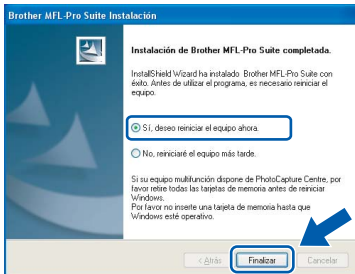 Brother MFL-Pro Suite Instalación
Instalación de Brother MFL-Pro Suite completada.
InstallShield Wizard ha instalado Brother MFL-Pro Suite con
éxito. Antes de utilizar el programa, es necesario reiniciar el
equipo.
Sí, deseo reiniciar el equipo ahora.
No, reiniciaré el equipo más tarde.
Si su equipo multifunción dispone de PhotoCapture Centre, por
favor retire todas las tarjetas de memoria antes de reiniciar
Windows.
Por favor no inserte una tarjeta de memoria hasta que
Windows esté operativo.
< Atrás
Finalizar
Cancelar